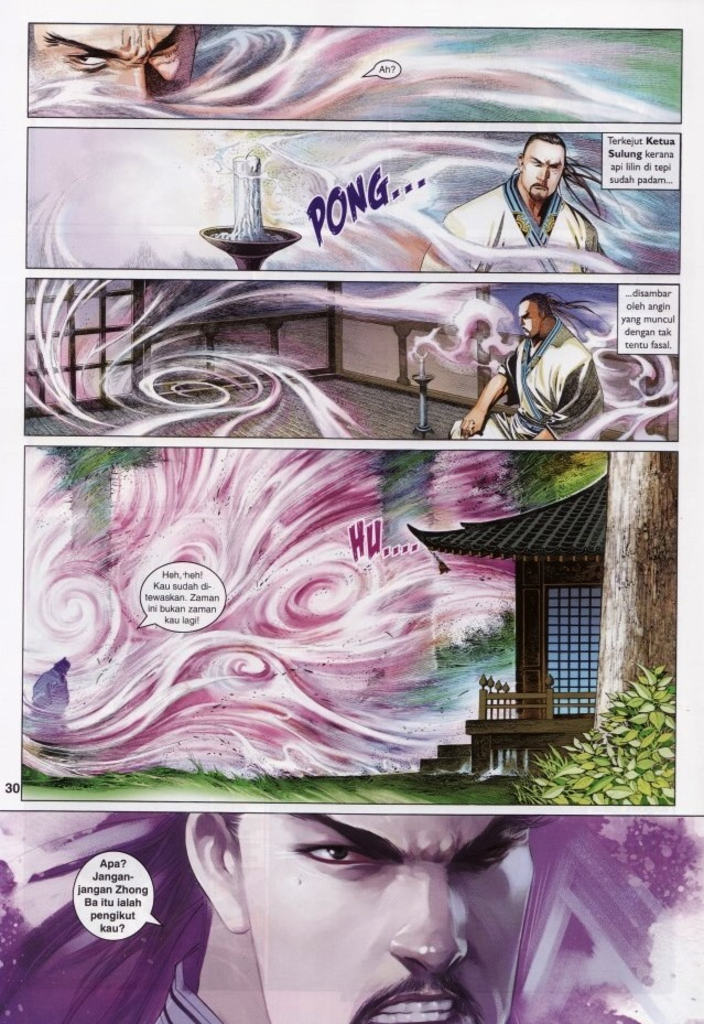 Ah?
Terkejut Ketua
Sulung kerana
api lilin di tepi
sudah padam...
PONG...
...disambar
oleh angin
yang muncul
dengan tak
tentu fasal.
HU....
Heh, heh!
Kau sudah di-
tewaskan. Zaman
ini bukan zaman
kau lagi!
30
Apa?
Jangan-
jangan Zhong
Ba itu ialah
pengikut
kau?